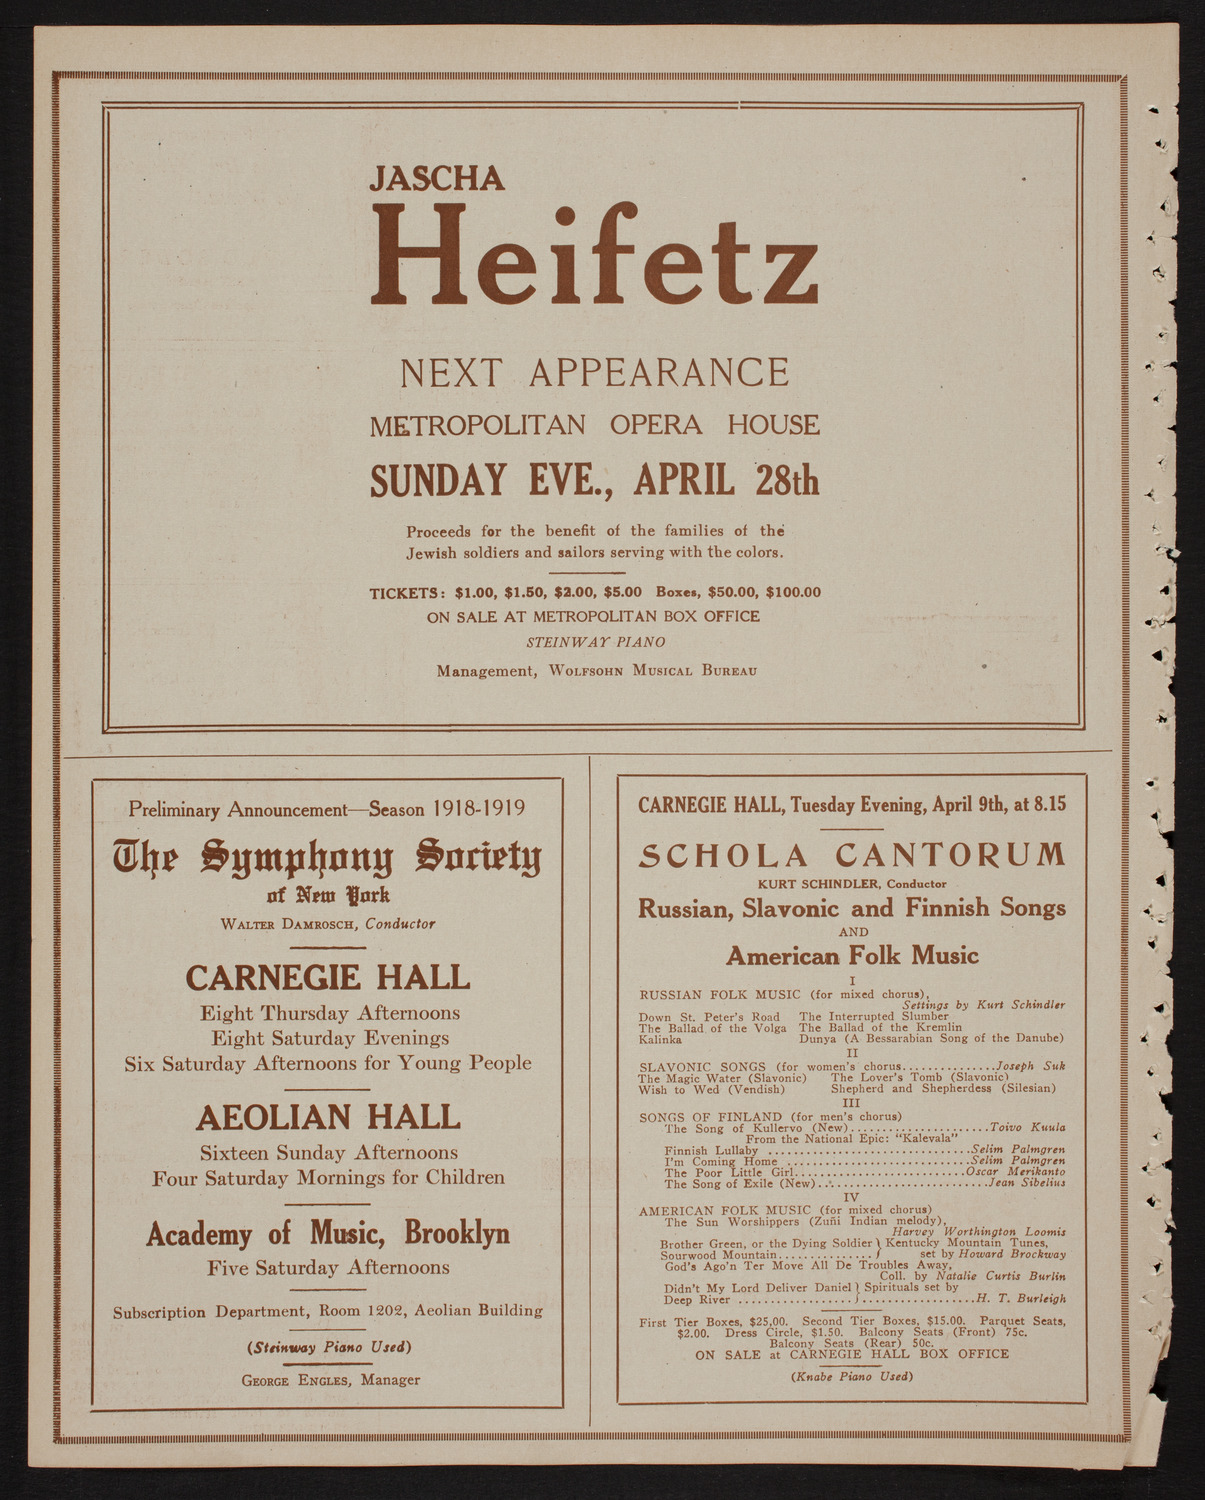 JASCHA
Heifetz
NEXT APPEARANCE
METROPOLITAN OPERA HOUSE
SUNDAY EVE., APRIL 28th
Proceeds for the benefit of the families of the
Jewish soldiers and sailors serving with the colors.
TICKETS: $1.00, $1.50, $2.00, $5.00 Boxes, $50.00, $100.00
ON SALE AT METROPOLITAN BOX OFFICE
STEINWAY PIANO
Management, WOLFSOHN MUSICAL BUREAU
Preliminary Announcement—Season 1918-1919
The Symphony Society
of New York
WALTER DAMROSCH, Conductor
CARNEGIE HALL
Eight Thursday Afternoons
Eight Saturday Evenings
Six Saturday Afternoons for Young People
AEOLIAN HALL
Sixteen Sunday Afternoons
Four Saturday Mornings for Children
Academy of Music, Brooklyn
Five Saturday Afternoons
Subscription Department, Room 1202, Aeolian Building
(Steinway Piano Used)
GEORGE ENGLES, Manager
CARNEGIE HALL, Tuesday Evening, April 9th, at 8.15
SCHOLA CANTORUM
KURT SCHINDLER, Conductor
Russian, Slavonic and Finnish Songs
AND
American Folk Music
I
RUSSIAN FOLK MUSIC (for mixed chorus),
Settings by Kurt Schindler
Down St. Peter's Road The Interrupted Slumber
The Ballad of the Volga The Ballad of the Kremlin
Kalinka Dunya (A Bessarabian Song of the Danube)
II
SLAVONIC SONGS (for women's chorus...............Joseph Suk
The Magic Water (Slavonic) The Lover's Tomb (Slavonic)
Wish to Wed (Vendish) Shepherd and Shepherdess (Silesian)
III
SONGS OF FINLAND (for men's chorus)
The Song of Kullervo (New).....................Toivo Kuula
From the National Epic: "Kalevala"
Finnish Lullaby ..............................Selim Palmgren
I'm Coming Home ...........................Selim Palmgren
The Poor Little Girl.........................Oscar Merikanto
The Song of Exile (New)...........................Jean Sibelius
IV
AMERICAN FOLK MUSIC (for mixed chorus)
The Sun Worshippers (Zuñi Indian melody),
Harvey Worthington Loomis
Brother Green, or the Dying Soldier } Kentucky Mountain Tunes,
Sourwood Mountain.............. } set by Howard Brockway
God's Ago'n Ter Move All De Troubles Away,
Coll. by Natalie Curtis Burlin
Didn't My Lord Deliver Daniel } Spirituals set by
Deep River ................. }.................H. T. Burleigh
First Tier Boxes, $25,00. Second Tier Boxes, $15.00. Parquet Seats,
$2.00. Dress Circle, $1.50. Balcony Seats (Front) 75c.
Balcony Seats (Rear) 50c.
ON SALE at CARNEGIE HALL BOX OFFICE
(Knabe Piano Used)